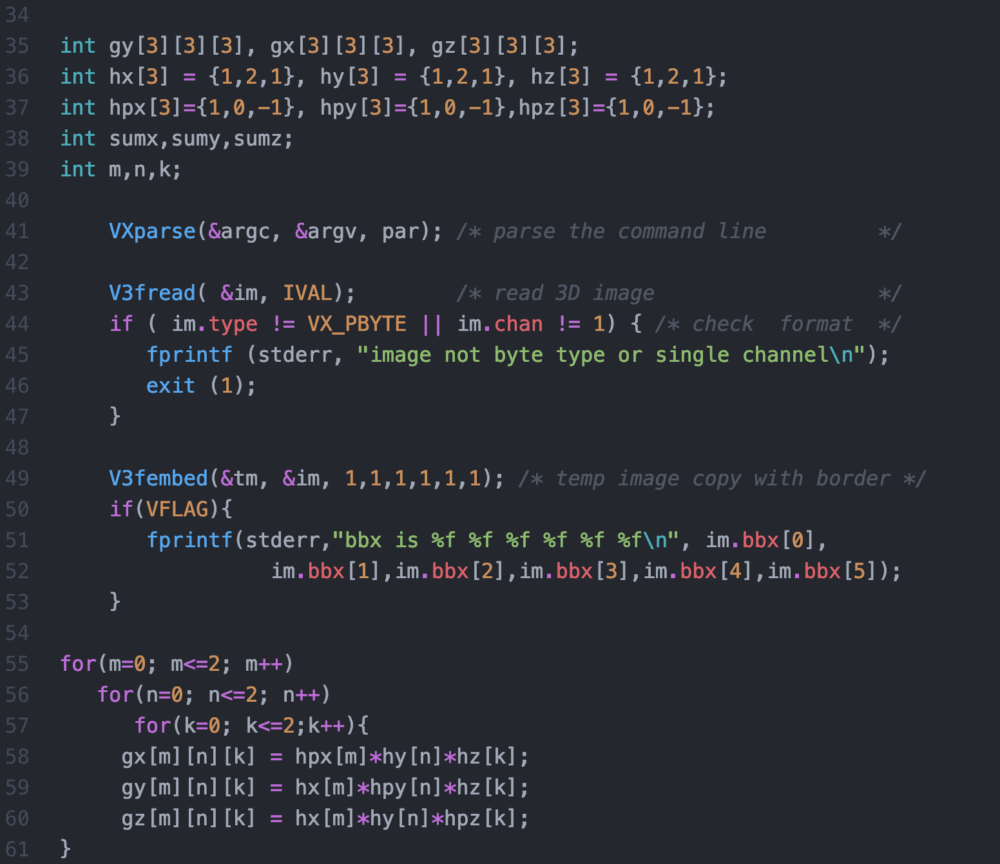 34
35 int gy[3][3][3], gx[3][3][3], gz[3][3][3];
36 int hx[3] = {1,2,1}, hy[3] = {1,2,1}, hz[3] = {1,2,1};
37 int hpx[3]={1,0,-1}, hpy[3]={1,0,-1},hpz[3]={1,0,-1};
38 int sumx,sumy,sumz;
39 int m,n,k;
40
41     VXparse(&argc, &argv, par); /* parse the command line         */
42
43     V3fread( &im, IVAL);        /* read 3D image                  */
44     if ( im.type != VX_PBYTE || im.chan != 1) { /* check  format  */
45        fprintf (stderr, "image not byte type or single channel\n");
46        exit (1);
47     }
48
49     V3fembed(&tm, &im, 1,1,1,1,1,1); /* temp image copy with border */
50     if(VFLAG){
51        fprintf(stderr,"bbx is %f %f %f %f %f %f\n", im.bbx[0],
52                  im.bbx[1],im.bbx[2],im.bbx[3],im.bbx[4],im.bbx[5]);
53     }
54
55 for(m=0; m<=2; m++)
56    for(n=0; n<=2; n++)
57       for(k=0; k<=2;k++){
58      gx[m][n][k] = hpx[m]*hy[n]*hz[k];
59      gy[m][n][k] = hx[m]*hpy[n]*hz[k];
60      gz[m][n][k] = hx[m]*hy[n]*hpz[k];
61 }